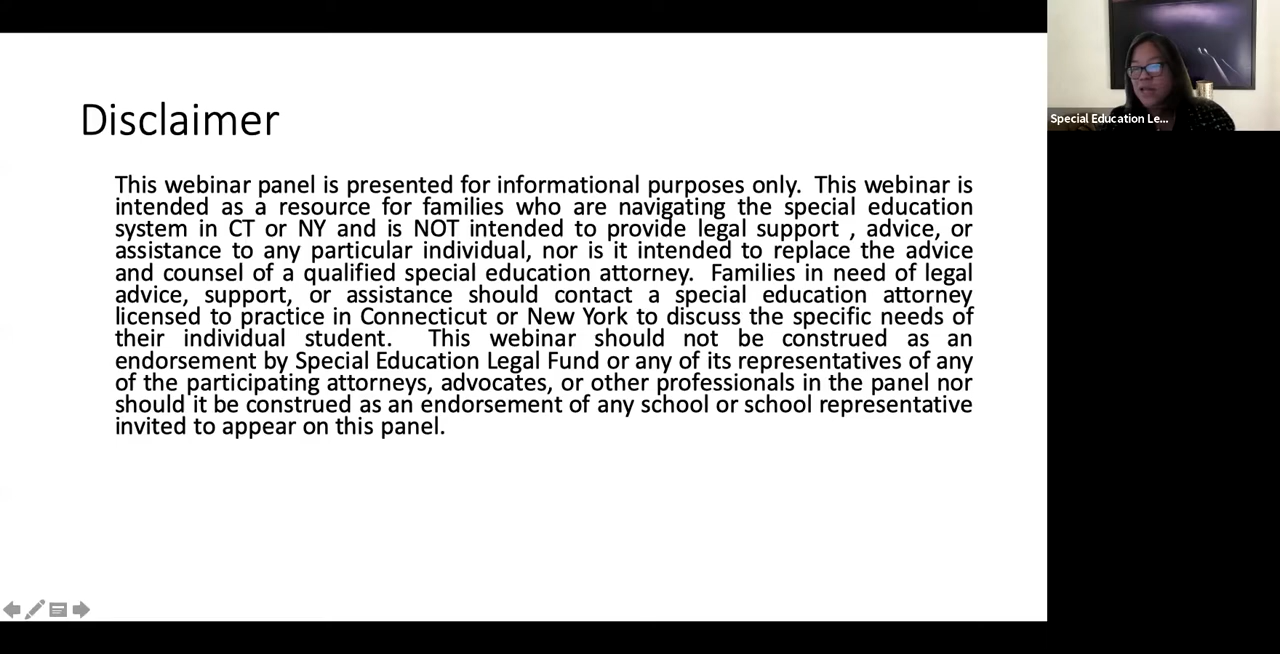 Disclaimer
This webinar panel is presented for informational purposes only.  This webinar is
intended as a resource for families who are navigating the special education
system in CT or NY and is NOT intended to provide legal support , advice, or
assistance to any particular individual, nor is it intended to replace the advice
and counsel of a qualified special education attorney.  Families in need of legal
advice, support, or assistance should contact a special education attorney
licensed to practice in Connecticut or New York to discuss the specific needs of
their individual student.  This webinar should not be construed as an
endorsement by Special Education Legal Fund or any of its representatives of any
of the participating attorneys, advocates, or other professionals in the panel nor
should it be construed as an endorsement of any school or school representative
invited to appear on this panel.
Special Education Le...